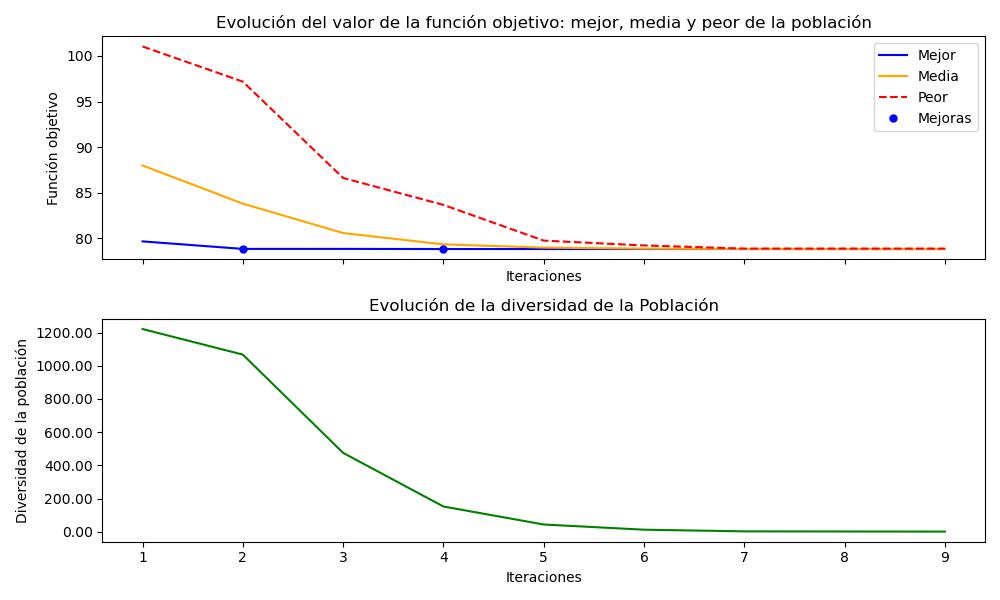 Evolución del valor de la función objetivo: mejor, media y peor de la población
100
95
90
85
80
Función objetivo
Mejor
Media
Peor
Mejoras
Iteraciones
Evolución de la diversidad de la Población
1200.00
1000.00
800.00
600.00
400.00
200.00
0.00
Diversidad de la población
1 2 3 4 5 6 7 8 9
Iteraciones